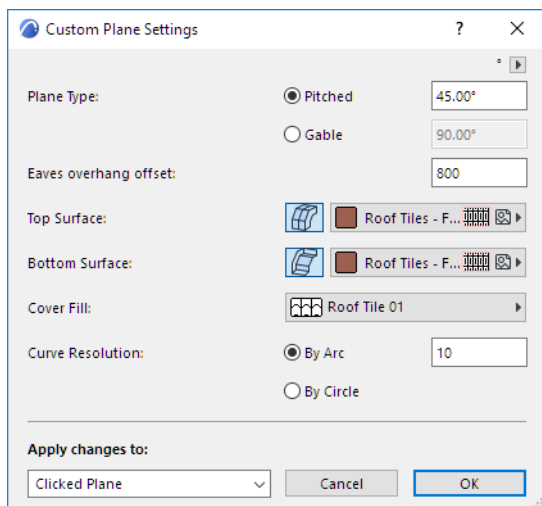 Custom Plane Settings
?
°
Plane Type:
Pitched
45.00°
Gable
90.00°
Eaves overhang offset:
800
Top Surface:
Roof Tiles - F...
Bottom Surface:
Roof Tiles - F...
Cover Fill:
Roof Tile 01
Curve Resolution:
By Arc
10
By Circle
Apply changes to:
Clicked Plane
Cancel
OK